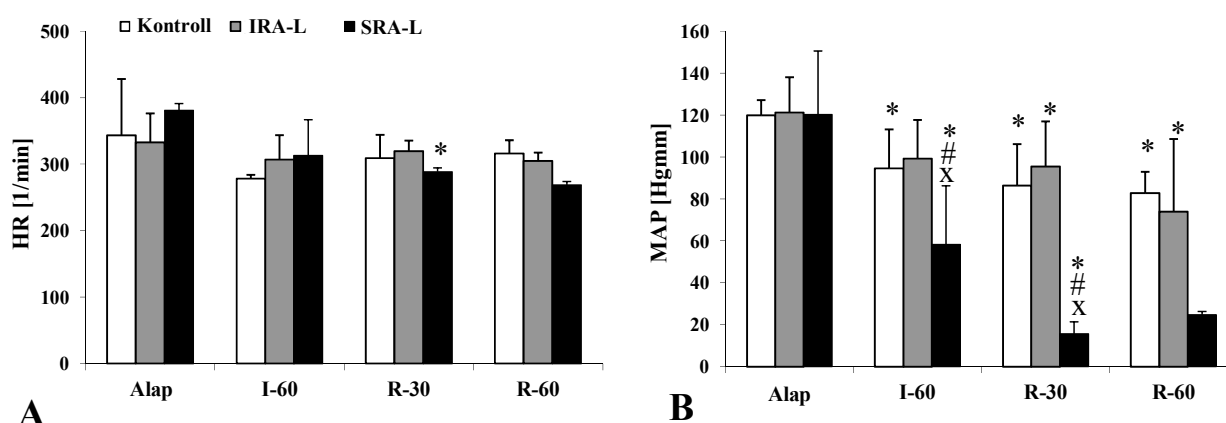 500
Kontroll IRA-L SRA-L
400
*
300
200
100
0
HR [1/min]
Alap I-60 R-30 R-60
A
160
140
120
100
80
60
40
20
0
MAP [Hgmm]
* * * * * *
#
x
*
#
x
Alap I-60 R-30 R-60
B